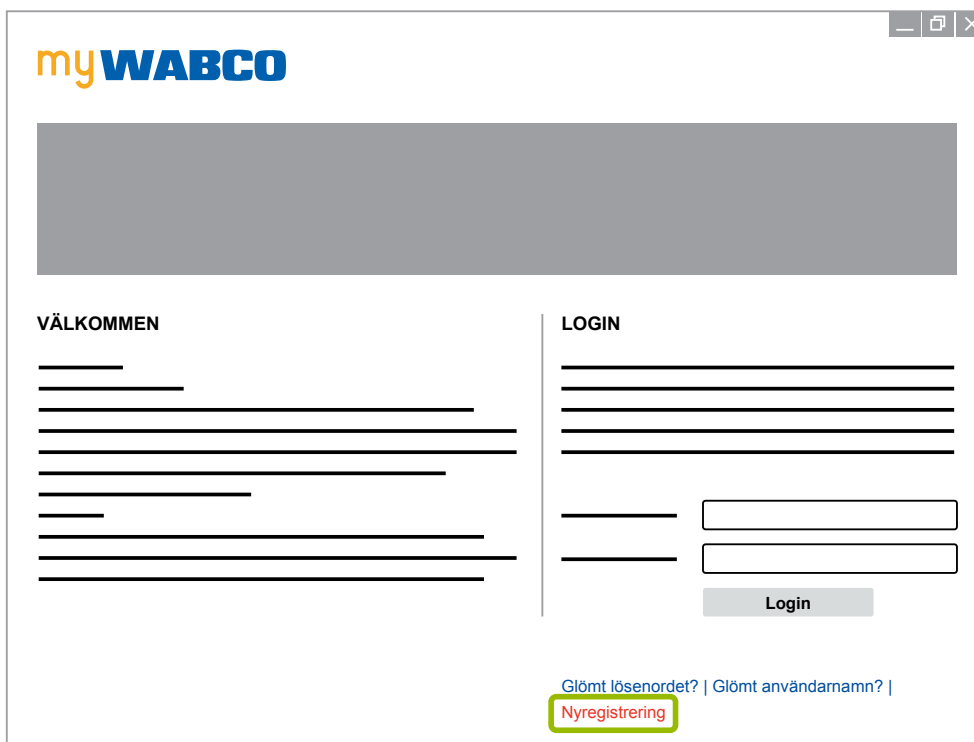 myWABCO
VÄLKOMMEN
LOGIN
Login
Glömt lösenordet? | Glömt användarnamn? |
Nyregistrering